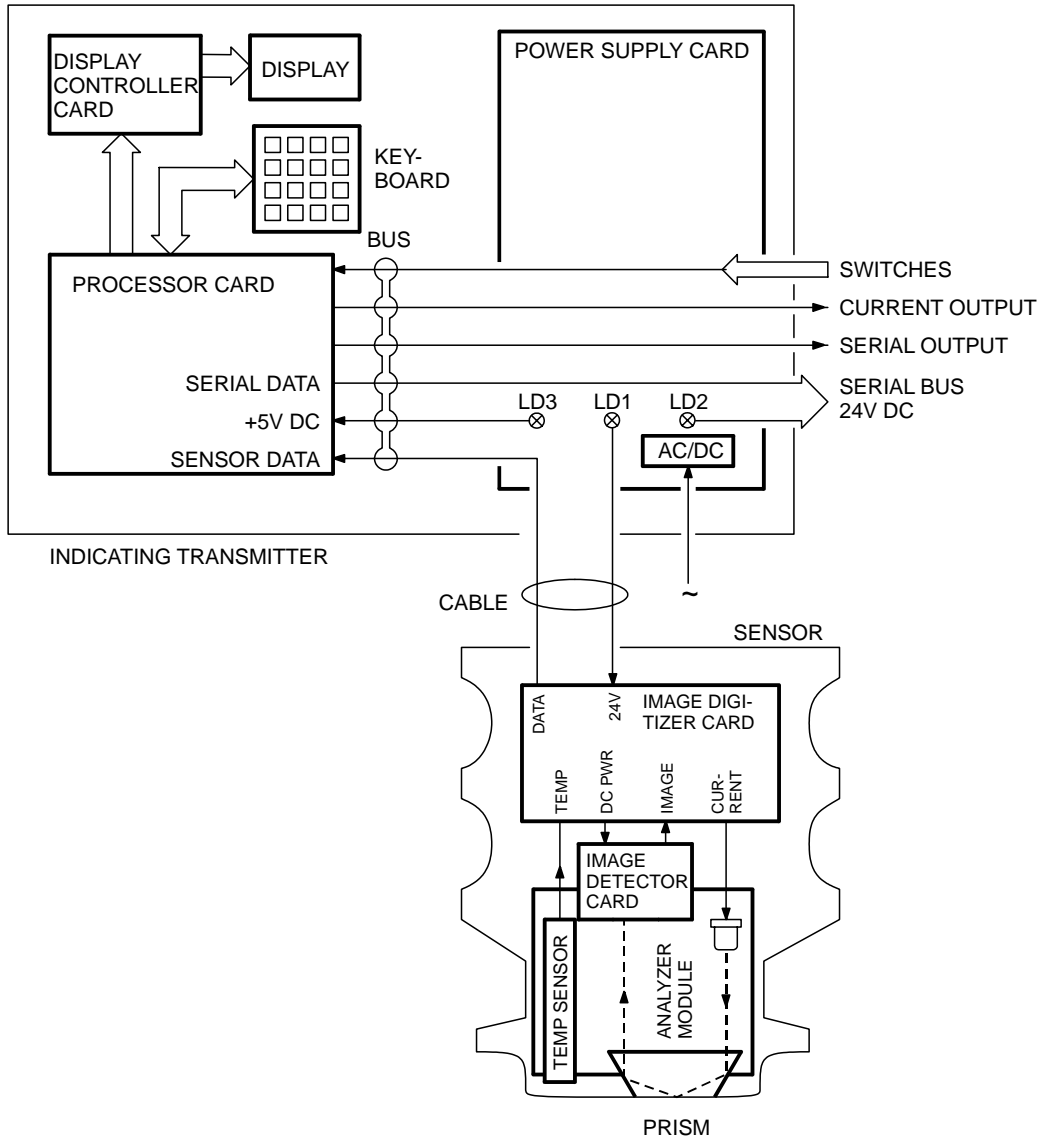 POWER SUPPLY CARD
DISPLAY
CONTROLLER
CARD
DISPLAY
KEY-
BOARD
BUS
PROCESSOR CARD
SWITCHES
CURRENT OUTPUT
SERIAL OUTPUT
SERIAL DATA
SERIAL BUS
24V DC
LD3
LD1
LD2
+5V DC
AC/DC
SENSOR DATA
INDICATING TRANSMITTER
CABLE
~
SENSOR
DATA
24V
IMAGE DIGI-
TIZER CARD
TEMP
DC PWR
IMAGE
CUR-
RENT
IMAGE
DETECTOR
CARD
TEMP SENSOR
ANALYZER
MODULE
PRISM